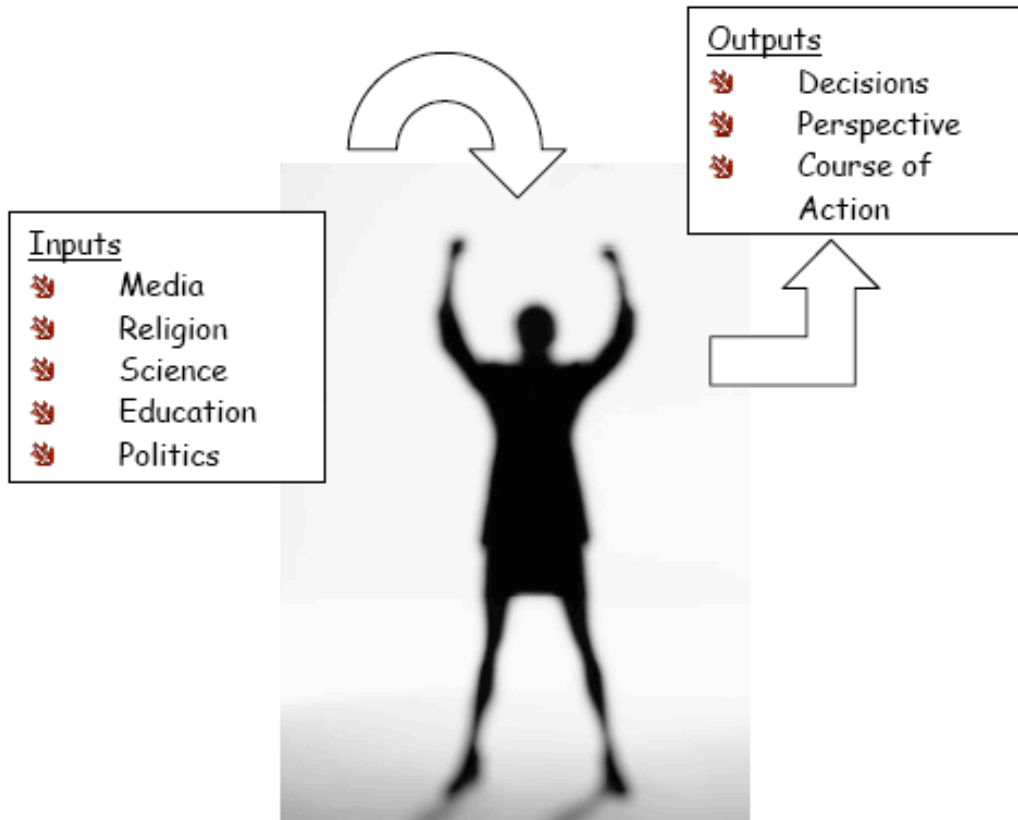 Inputs
Media
Religion
Science
Education
Politics
Outputs
Decisions
Perspective
Course of
Action